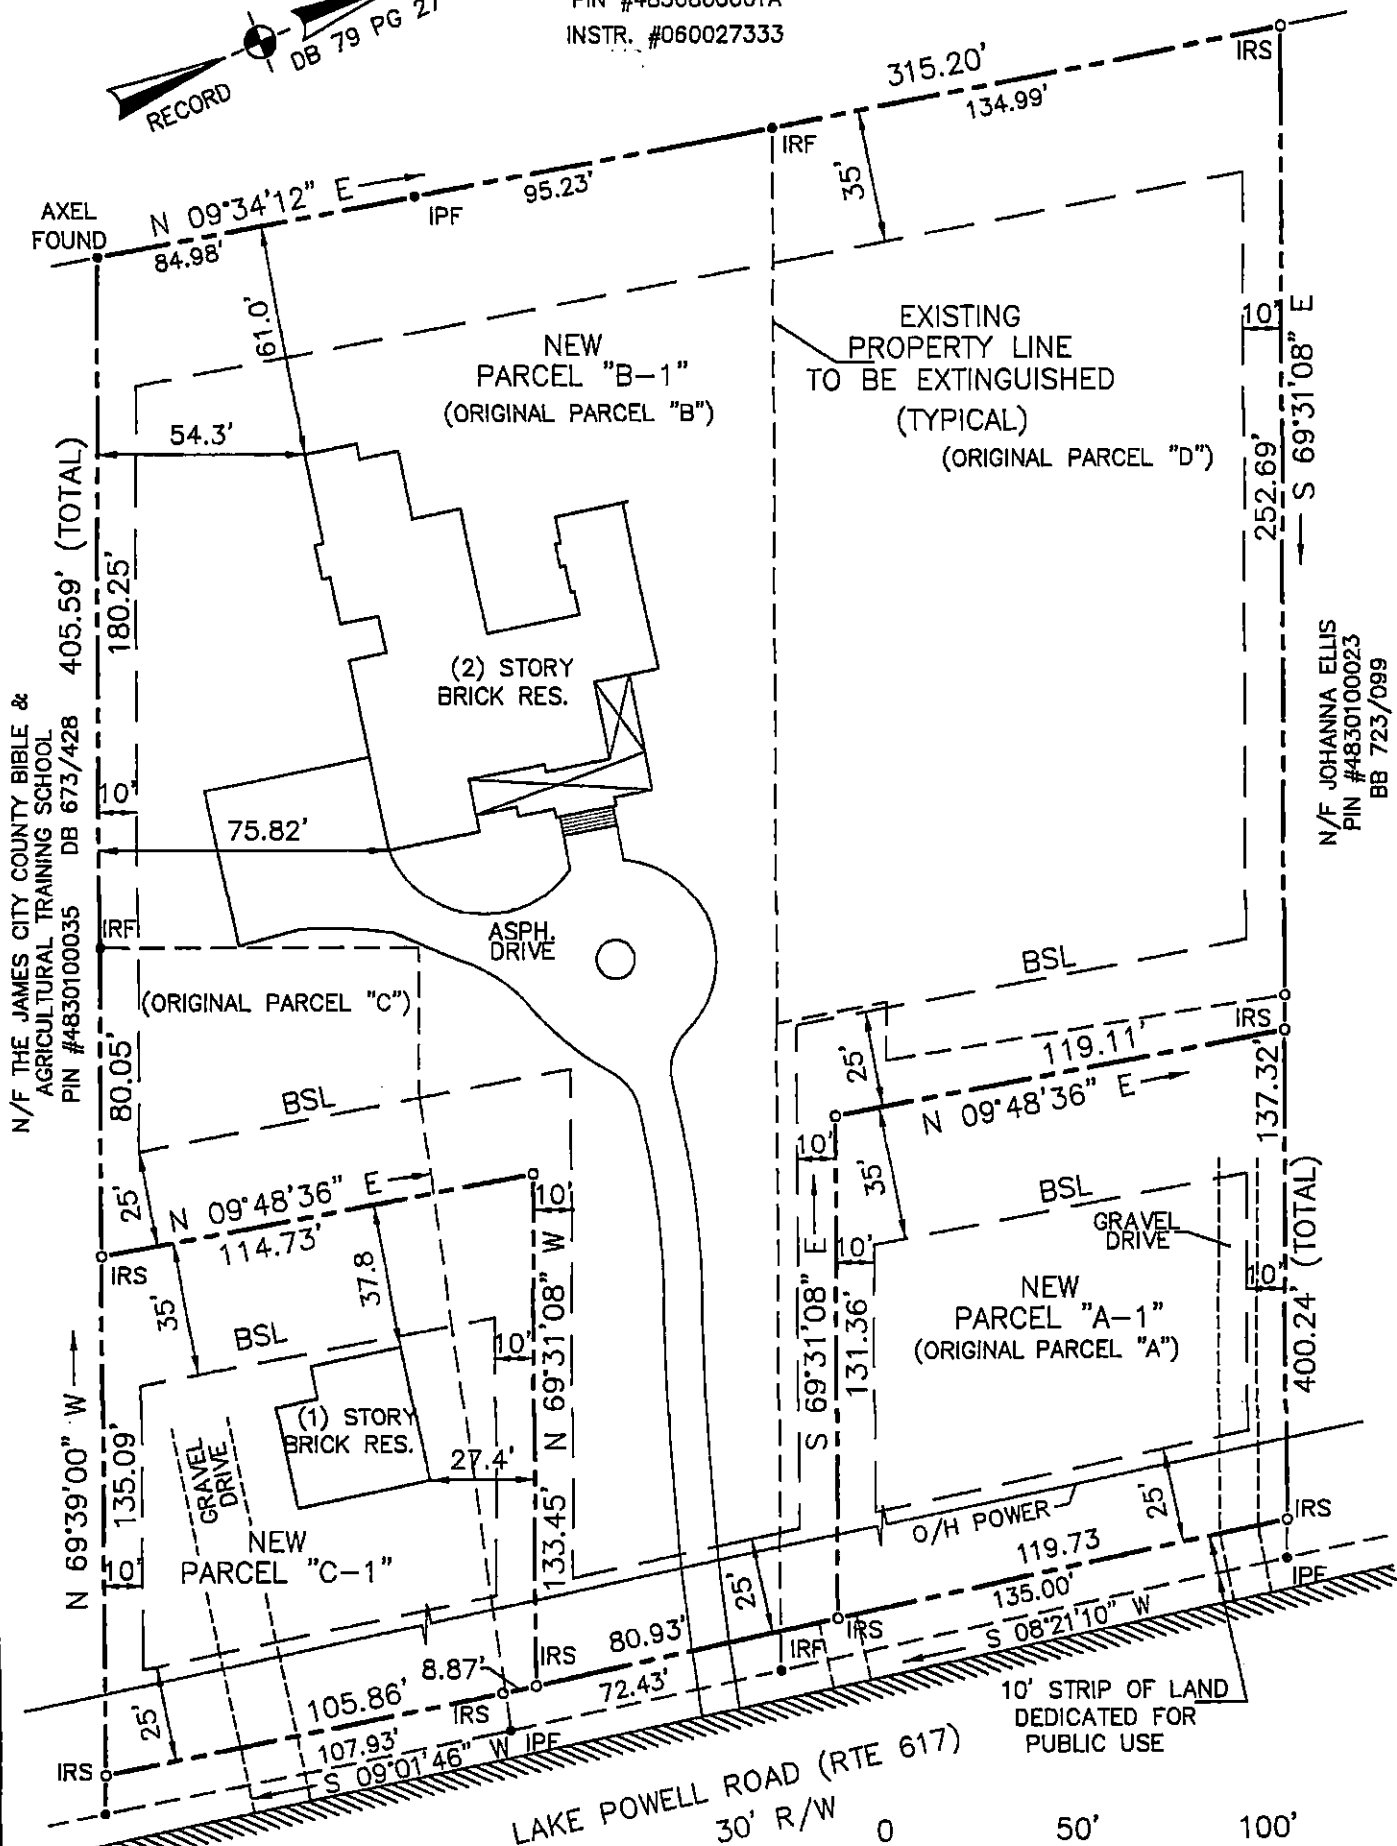 INSTR. #060027333
DB 79 PG 27
RECORD
315.20'
134.99'
IRS
IRF
35'
95.23'
IPF
N 09°34'12" E
84.98'
AXEL
FOUND
61.0'
NEW
PARCEL "B-1"
(ORIGINAL PARCEL "B")
EXISTING
PROPERTY LINE
TO BE EXTINGUISHED
(TYPICAL)
(ORIGINAL PARCEL "D")
10'
S 69°31'08" E
252.69'
54.3'
405.59' (TOTAL)
180.25'
(2) STORY
BRICK RES.
N/F THE JAMES CITY COUNTY BIBLE &
AGRICULTURAL TRAINING SCHOOL
PIN #4830100035 DB 673/428
N/F JOHANNA ELLIS
PIN #4830100023
BB 723/099
10'
75.82'
IRF
ASPH.
DRIVE
(ORIGINAL PARCEL "C")
80.05'
BSL
BSL
IRS
25'
119.11'
N 09°48'36" E
137.32'
10'
35'
25'
N 09°48'36" E
114.73'
10'
IRS
35'
37.8
BSL
10'
N 69°31'08" W
133.45'
S 69°31'08" E
131.36'
10'
BSL
GRAVEL
DRIVE
10'
400.24' (TOTAL)
NEW
PARCEL "A-1"
(ORIGINAL PARCEL "A")
N 69°39'00" W
135.09'
(1) STORY
BRICK RES.
27.4'
GRAVEL
DRIVE
NEW
PARCEL "C-1"
10'
O/H POWER
25'
IRS
119.73
135.00'
IPF
S 08°21'10" W
25'
IRS
IRF
80.93'
IRS
8.87'
72.43'
105.86'
IRS
25'
107.93'
IPF
S 09°01'46" W
IRS
10' STRIP OF LAND
DEDICATED FOR
PUBLIC USE
LAKE POWELL ROAD (RTE 617)
30' R/W
0 50' 100'